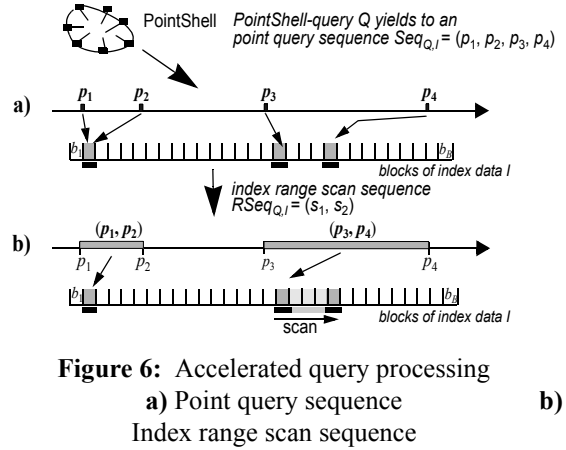 PointShell
PointShell-query Q yields to an
point query sequence Seq_{Q,I} = (p₁, p₂, p₃, p₄)
a)
p₁ p₂ p₃ p₄
b₁ b_B
blocks of index data I
index range scan sequence
RSeq_{Q,I} = (s₁, s₂)
b)
(p₁, p₂) (p₃, p₄)
p₁ p₂ p₃ p₄
b₁ b_B
scan
blocks of index data I
Figure 6: Accelerated query processing
a) Point query sequence b)
Index range scan sequence